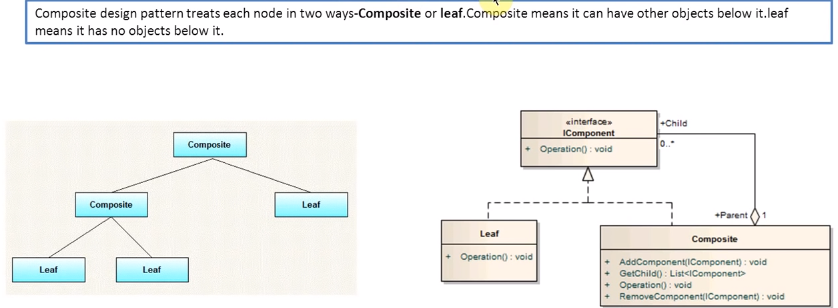 Composite design pattern treats each node in two ways-Composite or leaf.Composite means it can have other objects below it.leaf
means it has no objects below it.
Composite
Composite
Leaf
Leaf
Leaf
«interface»
IComponent
+ Operation() : void
+Child
0..*
+Parent
1
Leaf
+ Operation() : void
Composite
+ AddComponent(IComponent) : void
+ GetChild() : List<IComponent>
+ Operation() : void
+ RemoveComponent(IComponent) : void